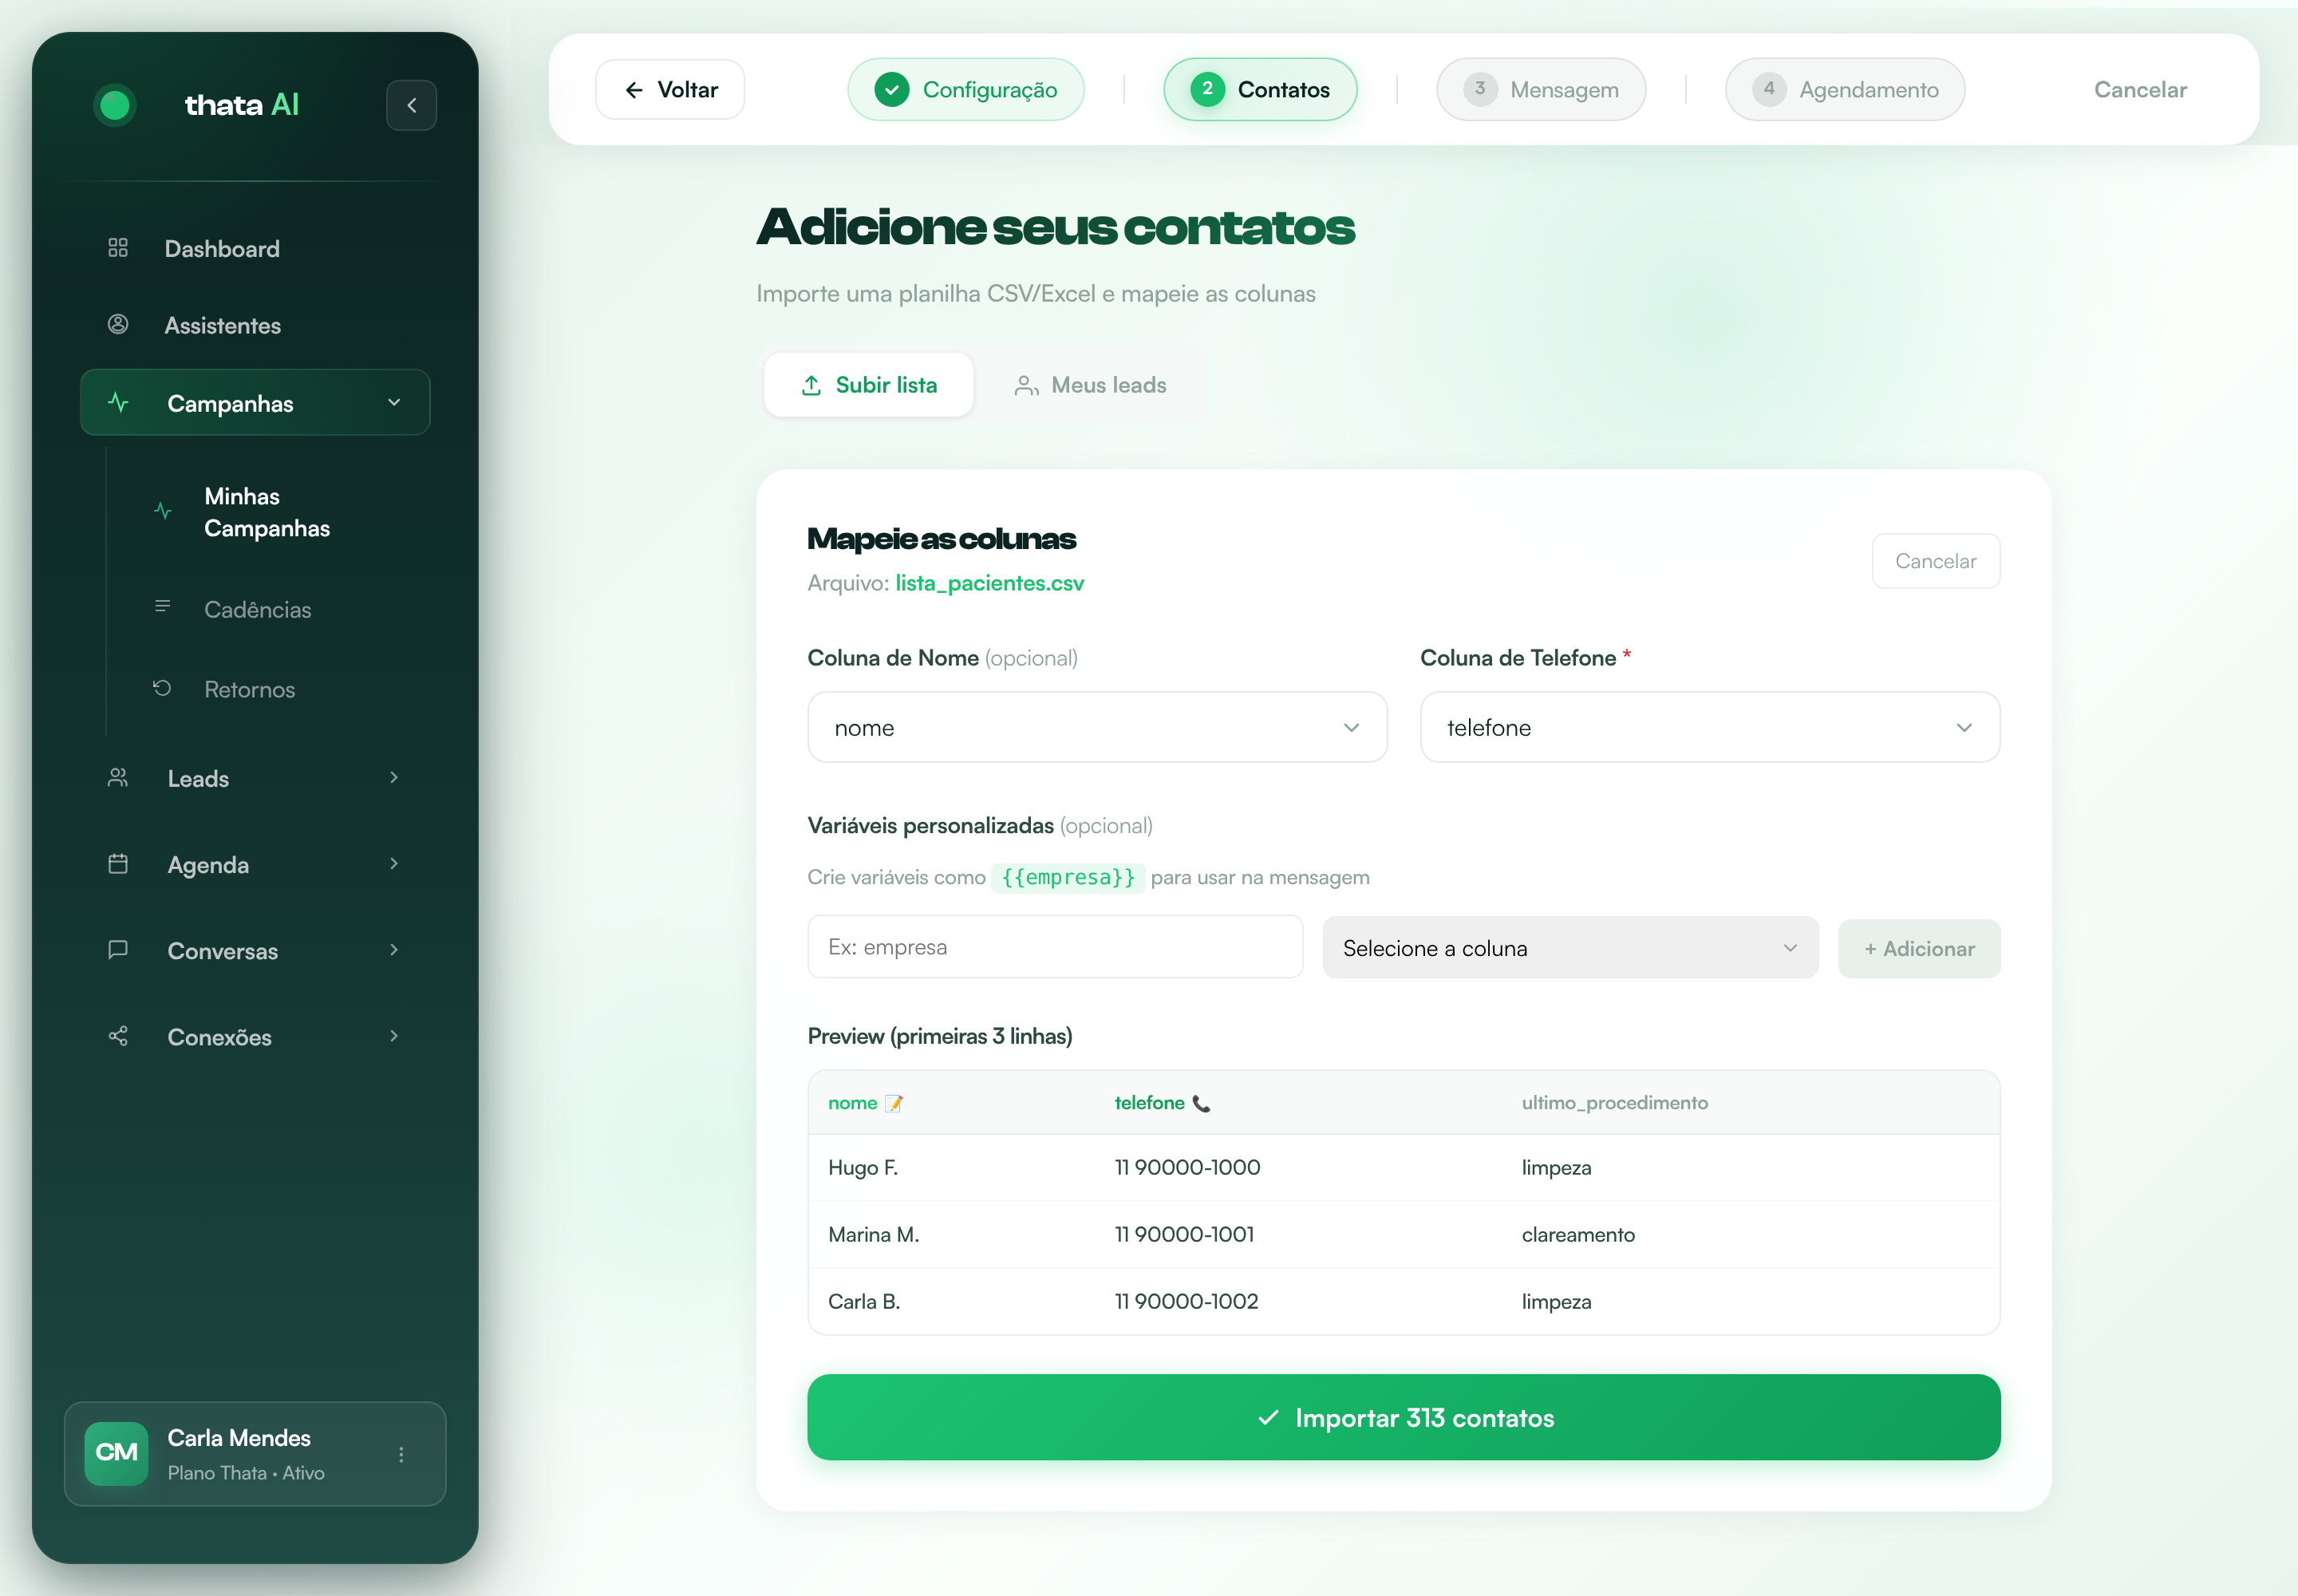 thata AI
Dashboard
Assistentes
Campanhas
Minhas
Campanhas
Cadências
Retornos
Leads
Agenda
Conversas
Conexões
CM
Carla Mendes
Plano Thata • Ativo
Voltar
Configuração
2 Contatos
3 Mensagem
4 Agendamento
Cancelar
Adicione seus contatos
Importe uma planilha CSV/Excel e mapeie as colunas
Subir lista
Meus leads
Mapeie as colunas
Arquivo: lista_pacientes.csv
Cancelar
Coluna de Nome (opcional)
Coluna de Telefone *
nome
telefone
Variáveis personalizadas (opcional)
Crie variáveis como {{empresa}} para usar na mensagem
Ex: empresa
Selecione a coluna
+ Adicionar
Preview (primeiras 3 linhas)
nome 📝 telefone 📞 ultimo_procedimento
Hugo F. 11 90000-1000 limpeza
Marina M. 11 90000-1001 clareamento
Carla B. 11 90000-1002 limpeza
Importar 313 contatos